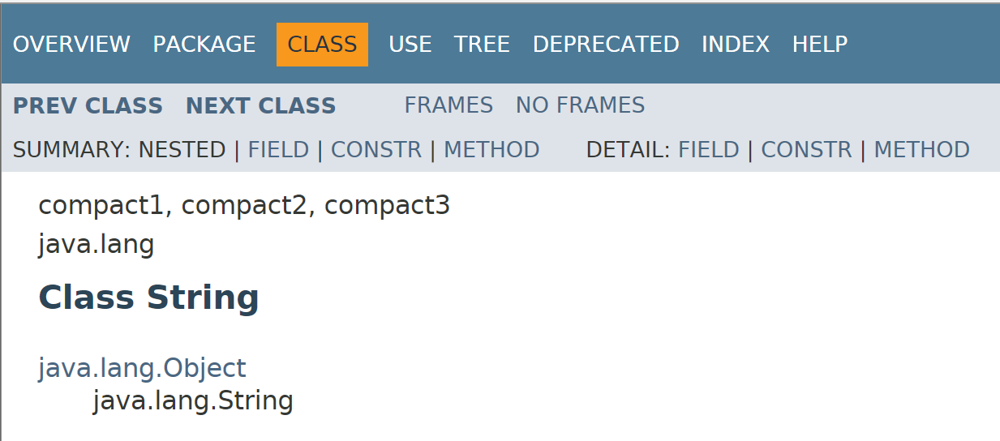 OVERVIEW PACKAGE CLASS USE TREE DEPRECATED INDEX HELP
PREV CLASS NEXT CLASS FRAMES NO FRAMES
SUMMARY: NESTED | FIELD | CONSTR | METHOD DETAIL: FIELD | CONSTR | METHOD
compact1, compact2, compact3
java.lang
Class String
java.lang.Object
java.lang.String